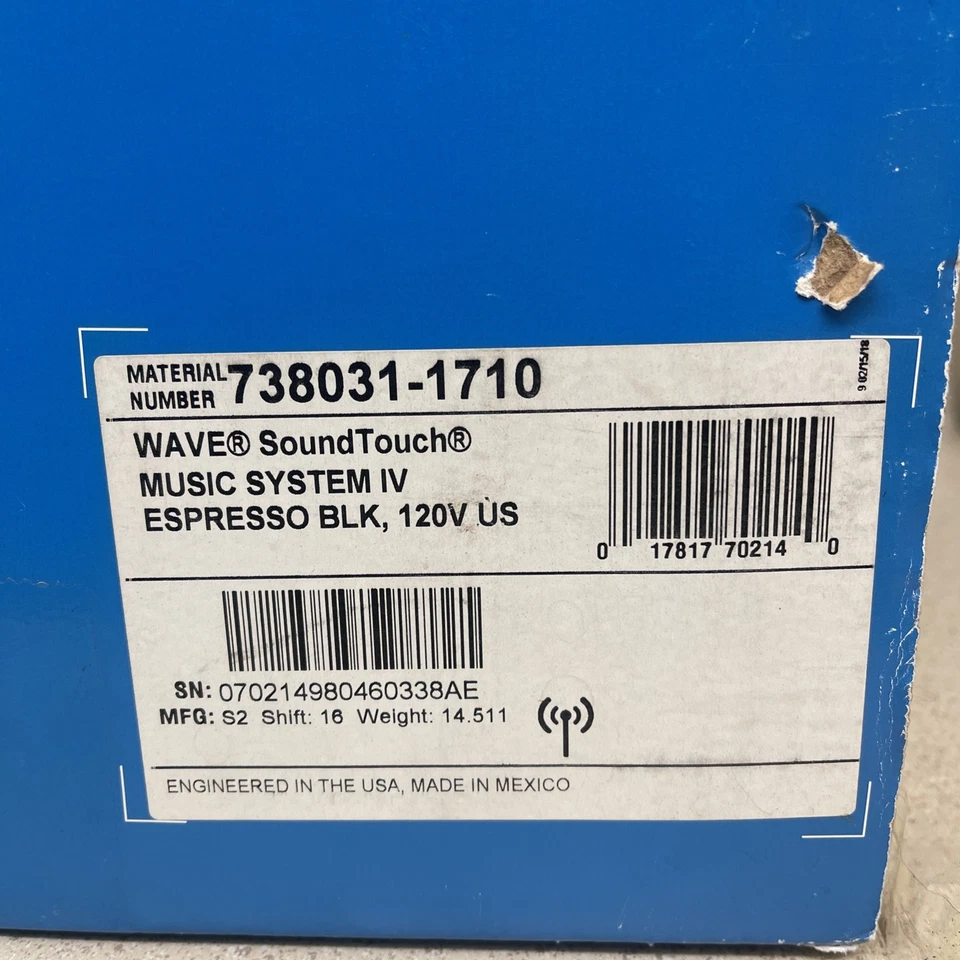 MATERIAL
NUMBER 738031-1710
9 02/15/18
WAVE® SoundTouch®
MUSIC SYSTEM IV
ESPRESSO BLK, 120V US
0 17817 70214 0
SN: 070214980460338AE
MFG: S2 Shift: 16 Weight: 14.511
ENGINEERED IN THE USA, MADE IN MEXICO